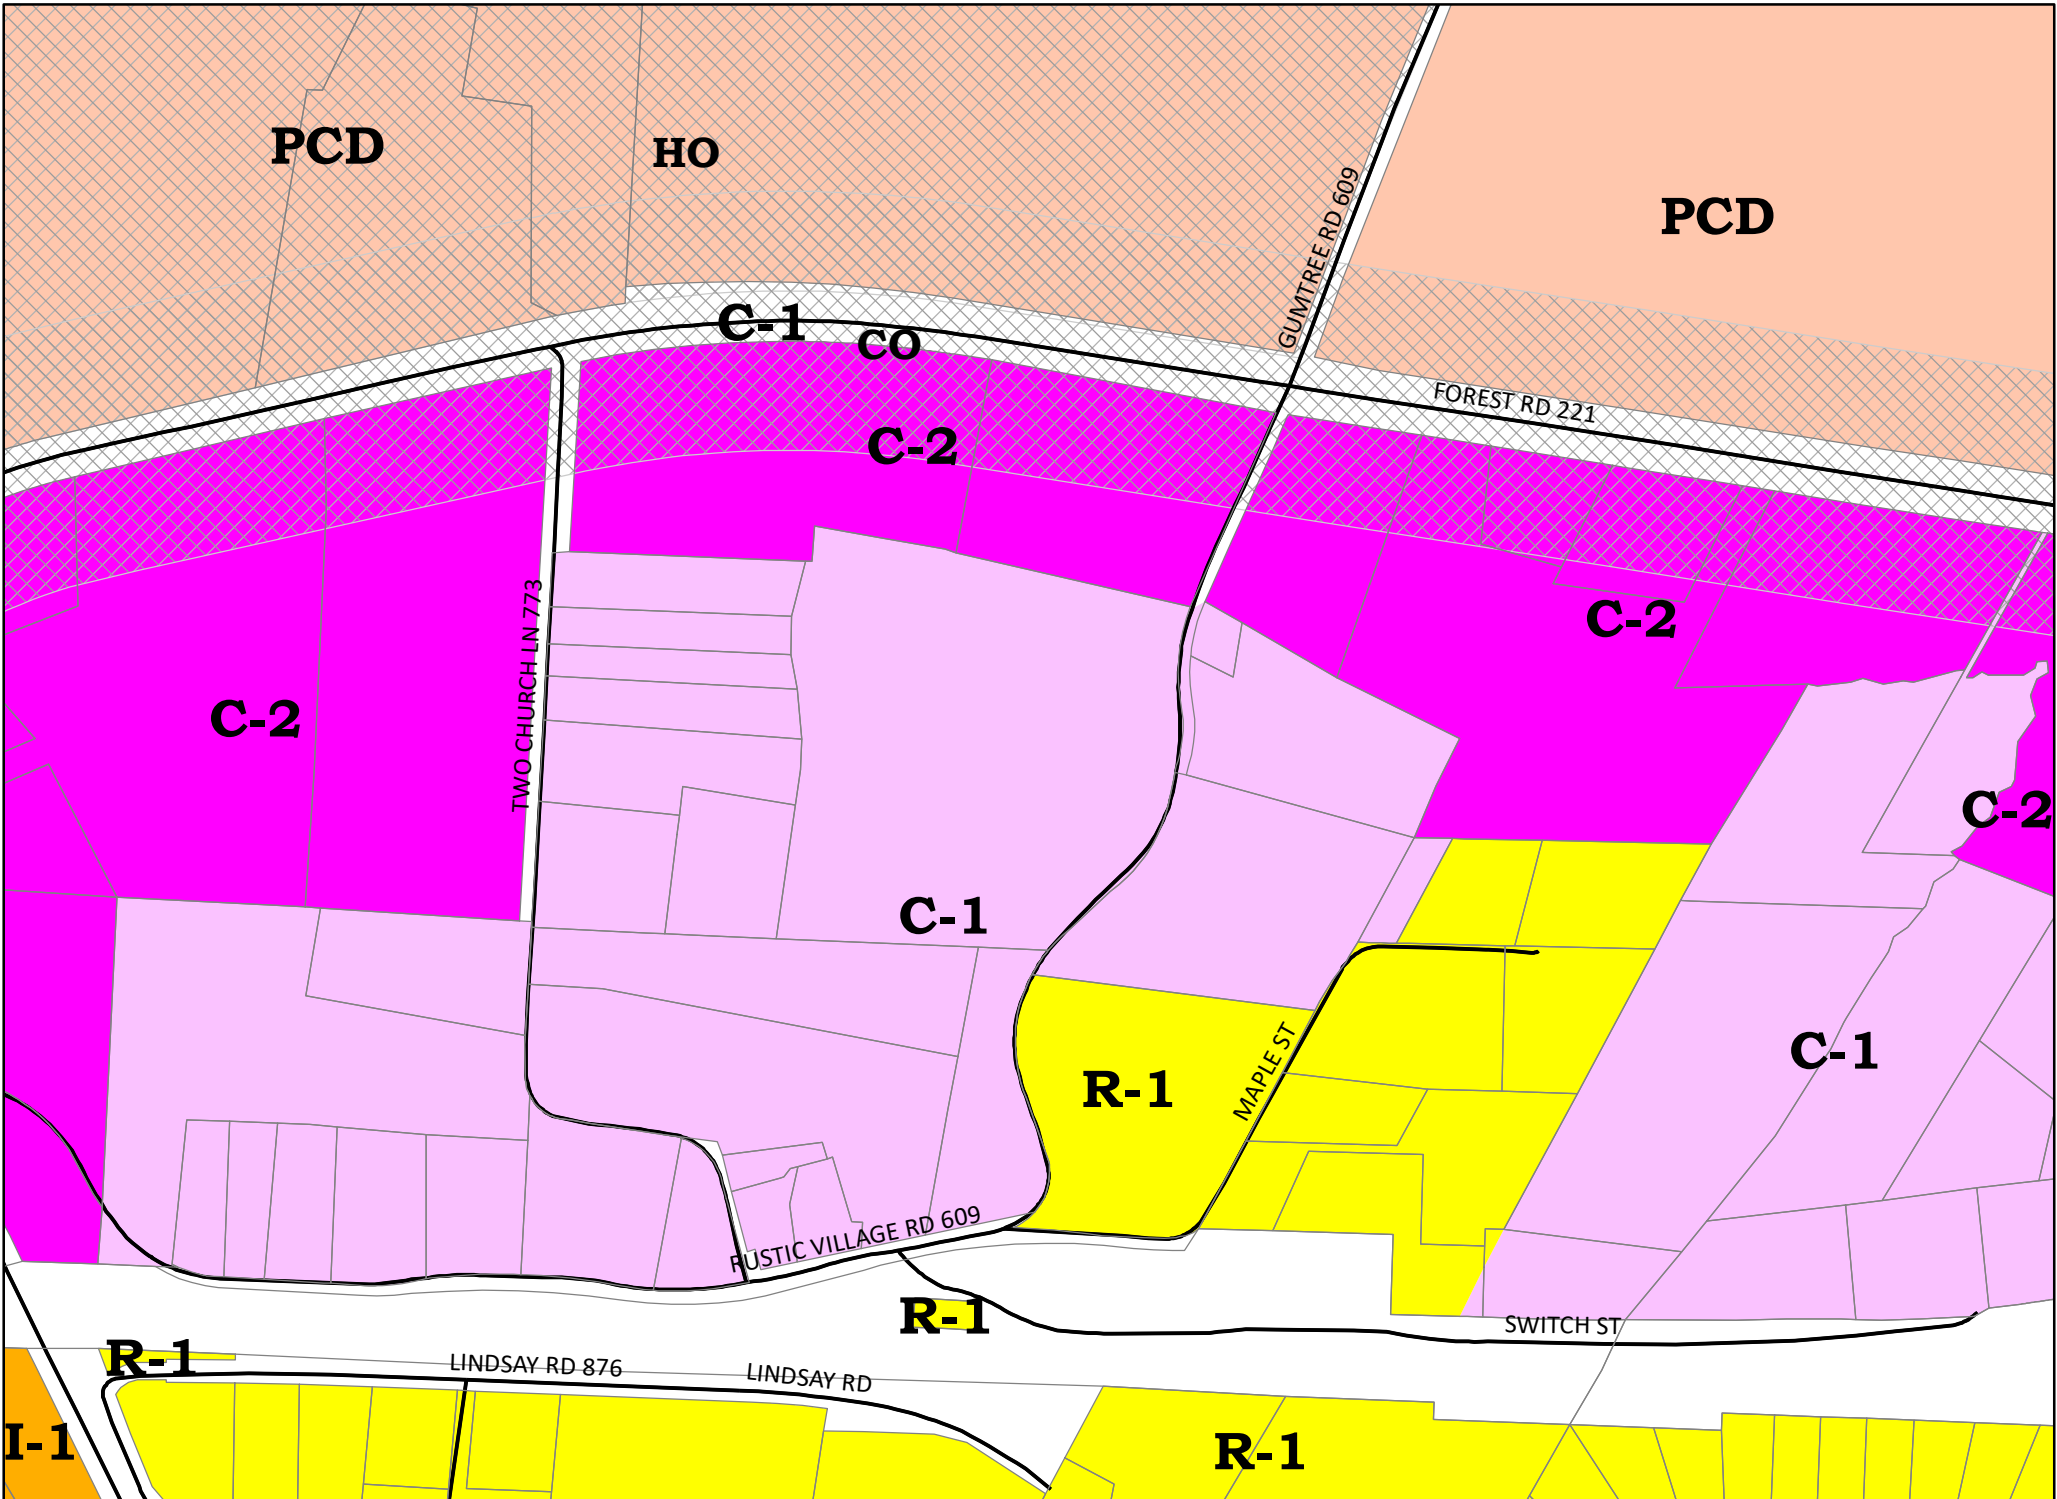 PCD
HO
GUMTREE RD 609
PCD
C-1
CO
FOREST RD 221
C-2
C-2
TWO CHURCH LN 773
C-2
C-2
C-1
C-1
MAPLE ST
R-1
RUSTIC VILLAGE RD 609
R-1
SWITCH ST
R-1
LINDSAY RD 876
LINDSAY RD
I-1
R-1